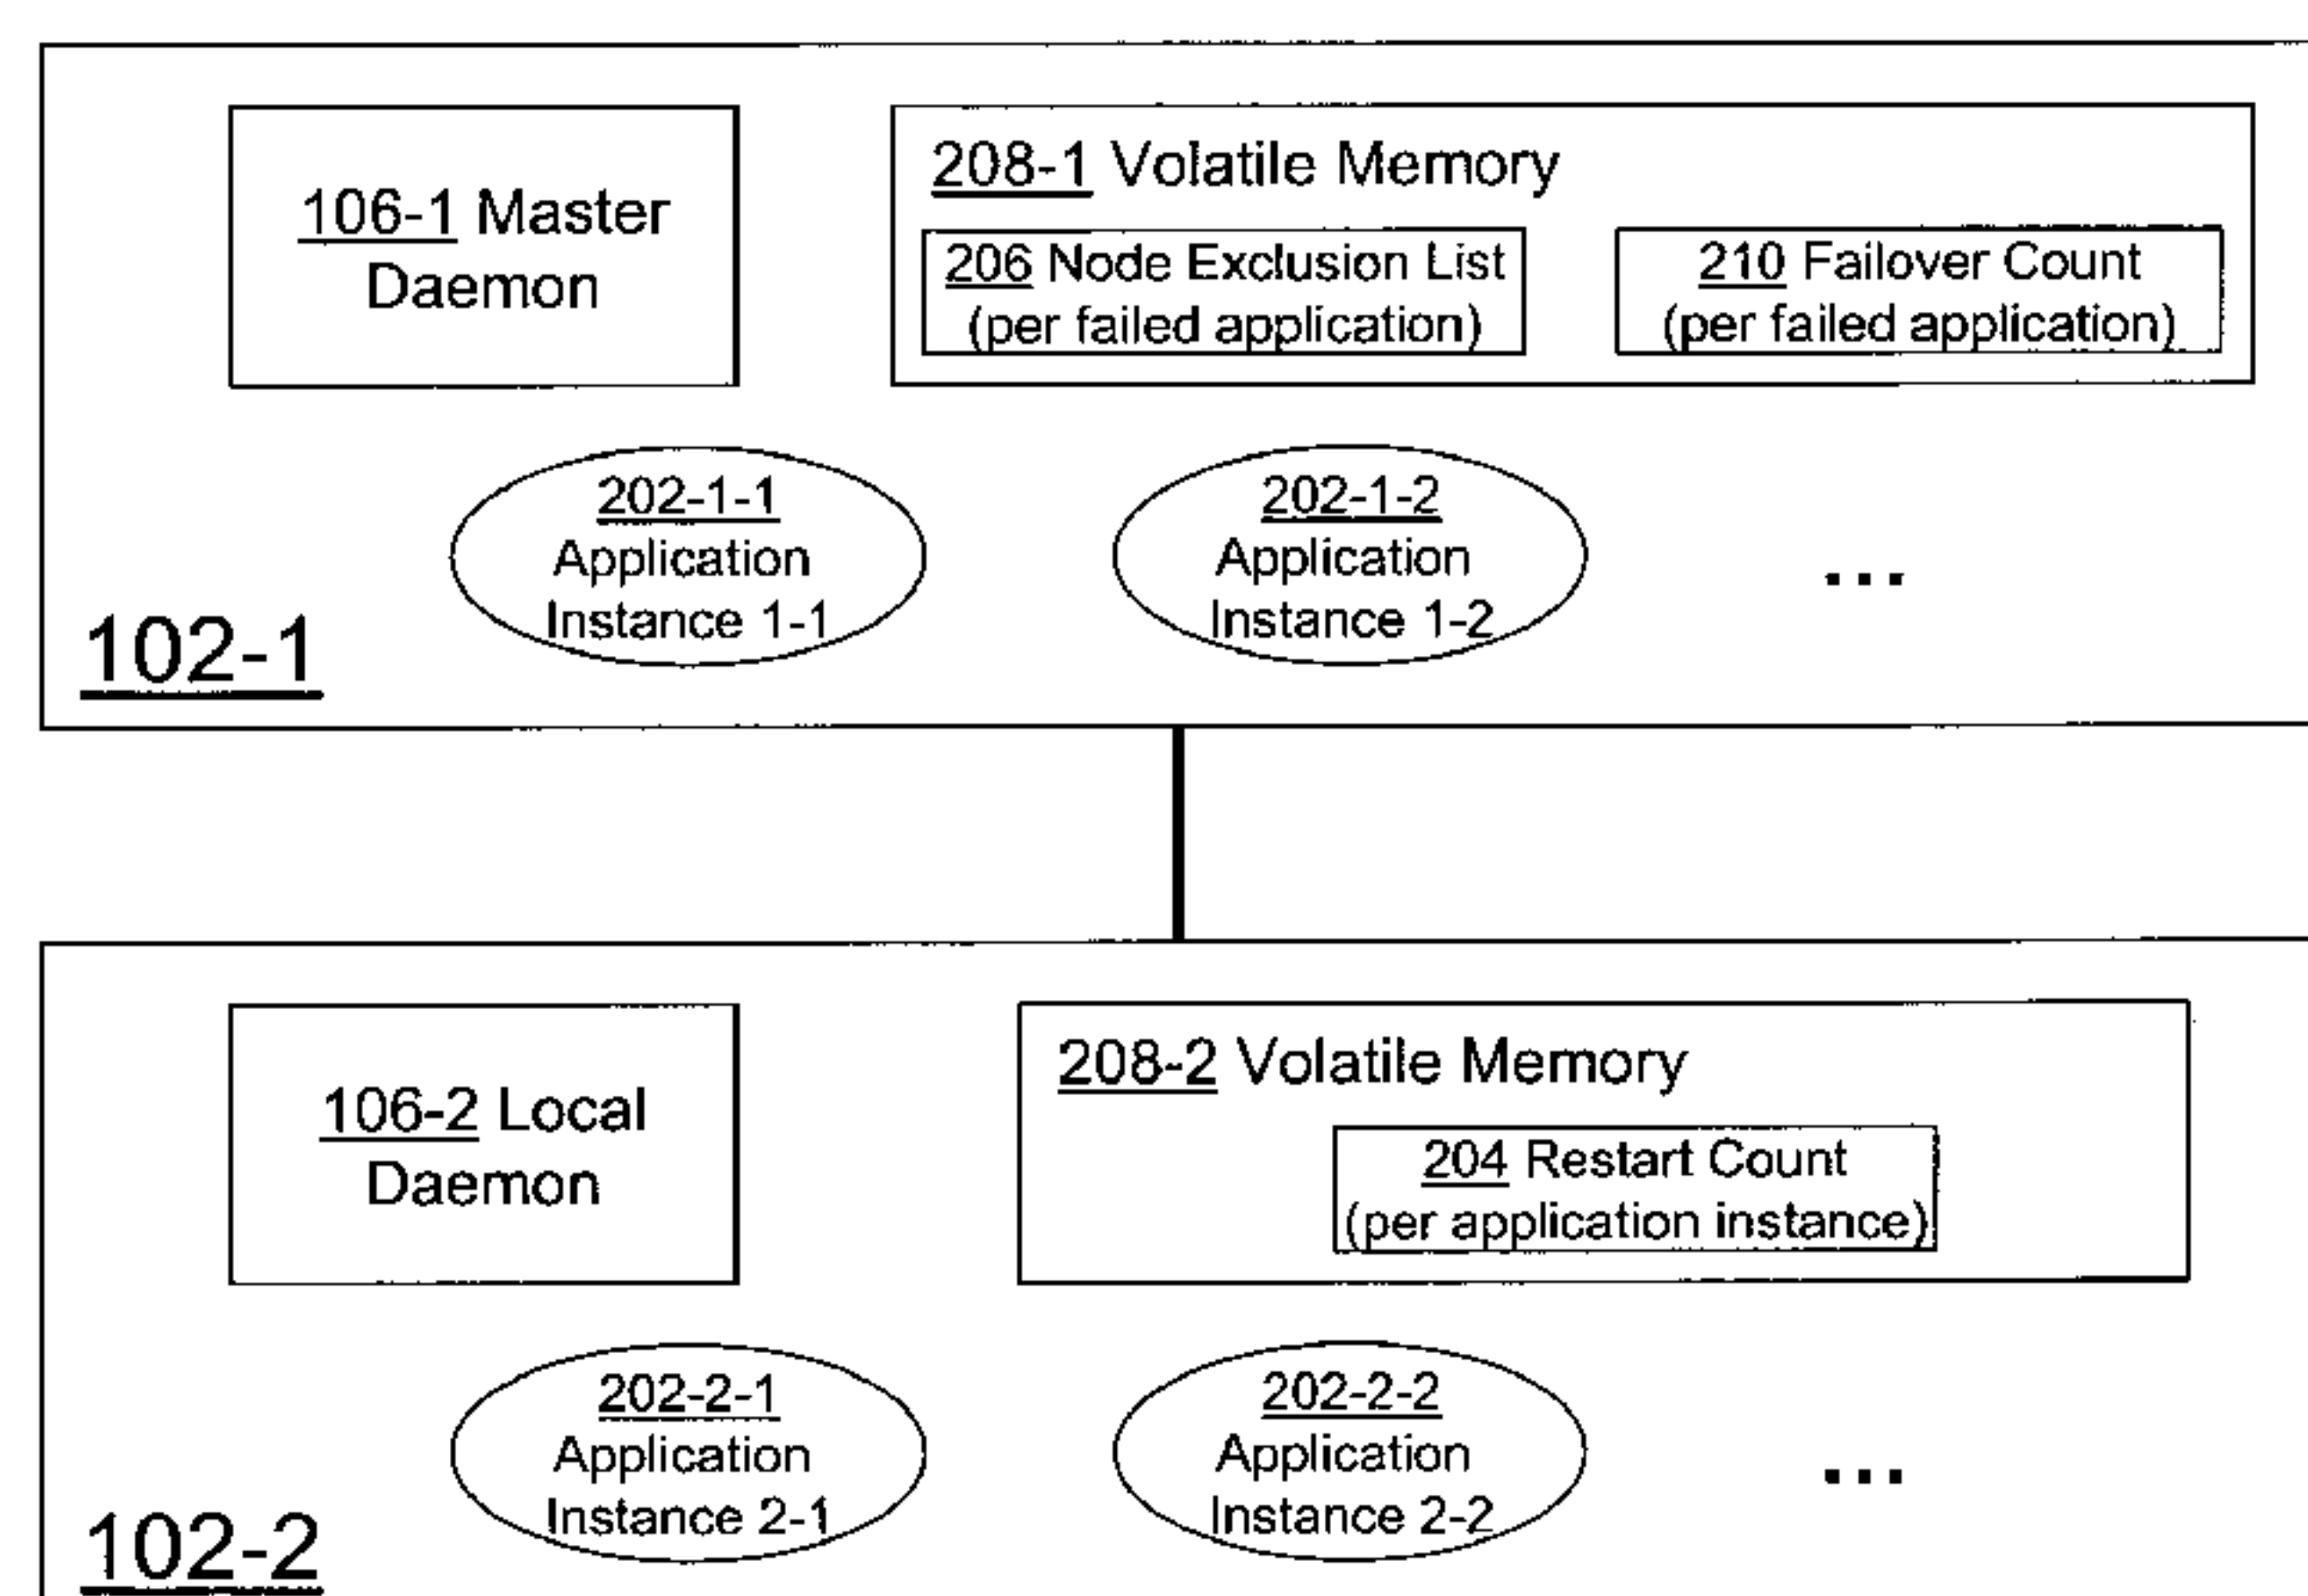 106-1 Master
Daemon
208-1 Volatile Memory
206 Node Exclusion List
(per failed application)
210 Failover Count
(per failed application)
202-1-1
Application
Instance 1-1
202-1-2
Application
Instance 1-2
...
102-1
106-2 Local
Daemon
208-2 Volatile Memory
204 Restart Count
(per application instance)
202-2-1
Application
Instance 2-1
202-2-2
Application
Instance 2-2
...
102-2